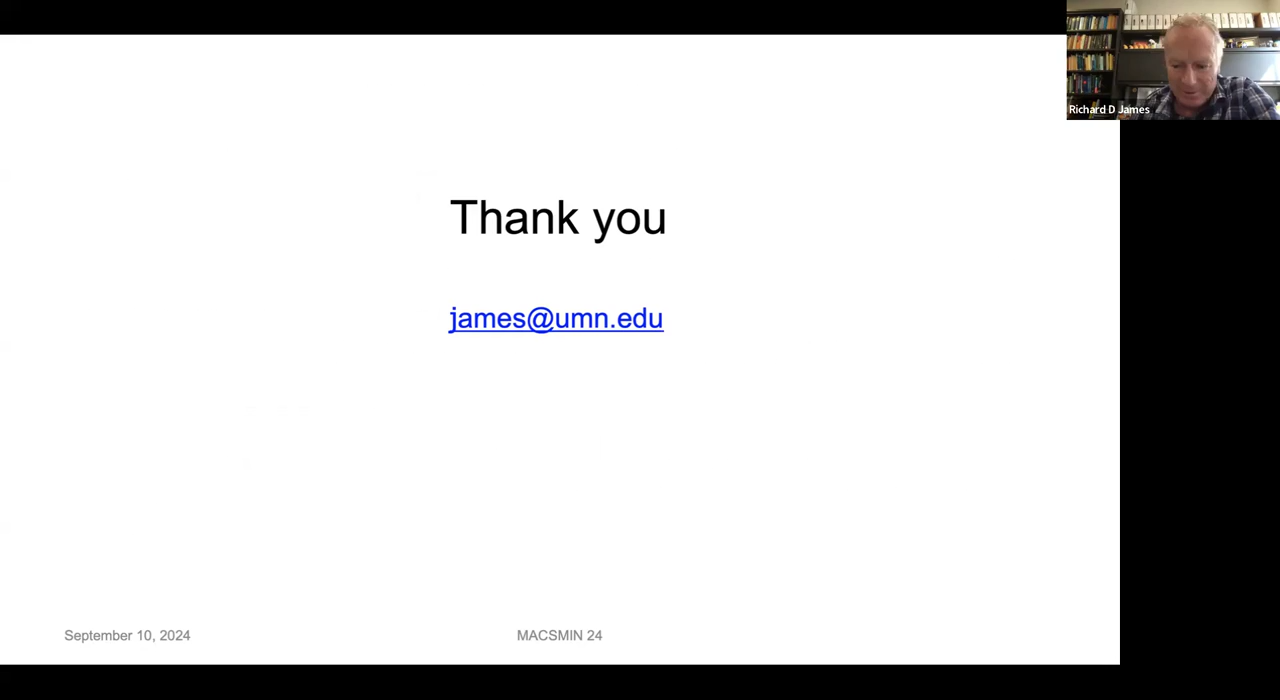 Richard D James
Thank you
james@umn.edu
September 10, 2024
MACSMIN 24